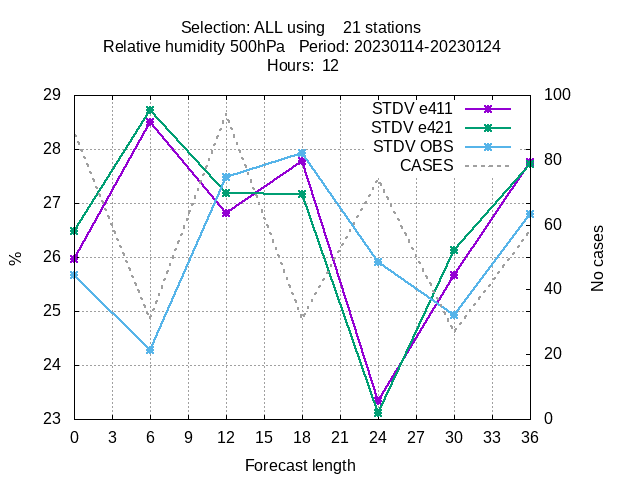 Selection: ALL using    21 stations
Relative humidity 500hPa   Period: 20230114-20230124
Hours:  12
STDV e411
STDV e421
STDV OBS
CASES
29
28
27
26
25
24
23
100
80
60
40
20
0
%
No cases
0 3 6 9 12 15 18 21 24 27 30 33 36
Forecast length